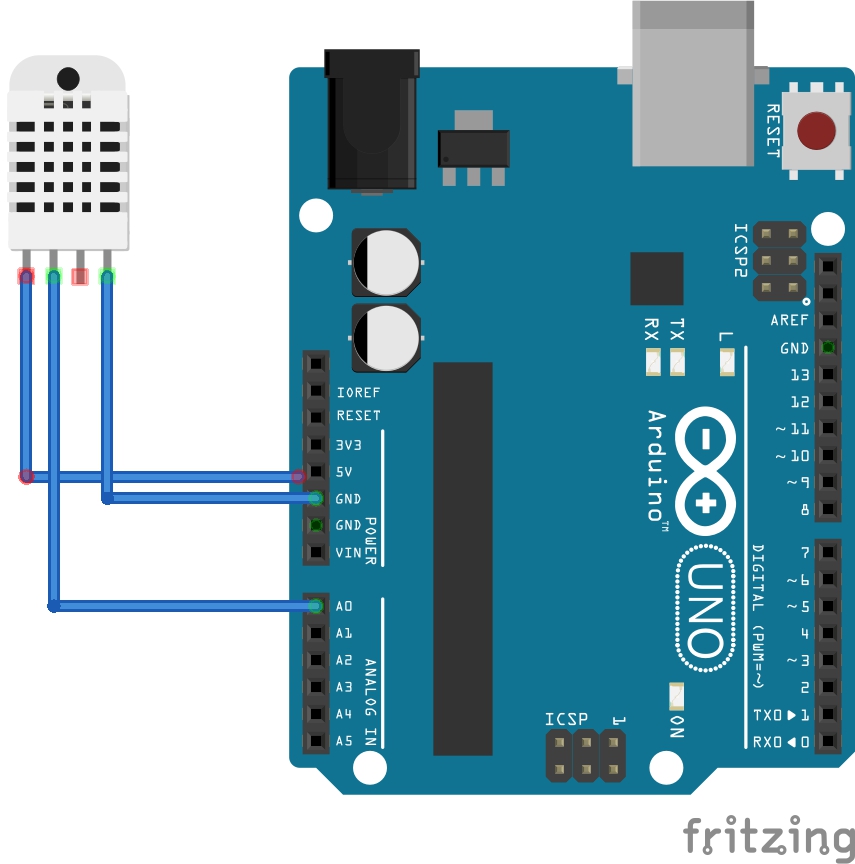 RESET
ICSP2
AREF
GND
13
12
~11
~10
~9
8
7
~6
~5
4
~3
2
TX0▶1
RX0◀0
DIGITAL (PWM=~)
RX
TX
L
Arduino™
UNO
ON
IOREF
RESET
3V3
5V
GND
GND
VIN
POWER
A0
A1
A2
A3
A4
A5
ANALOG IN
ICSP
1
fritzing